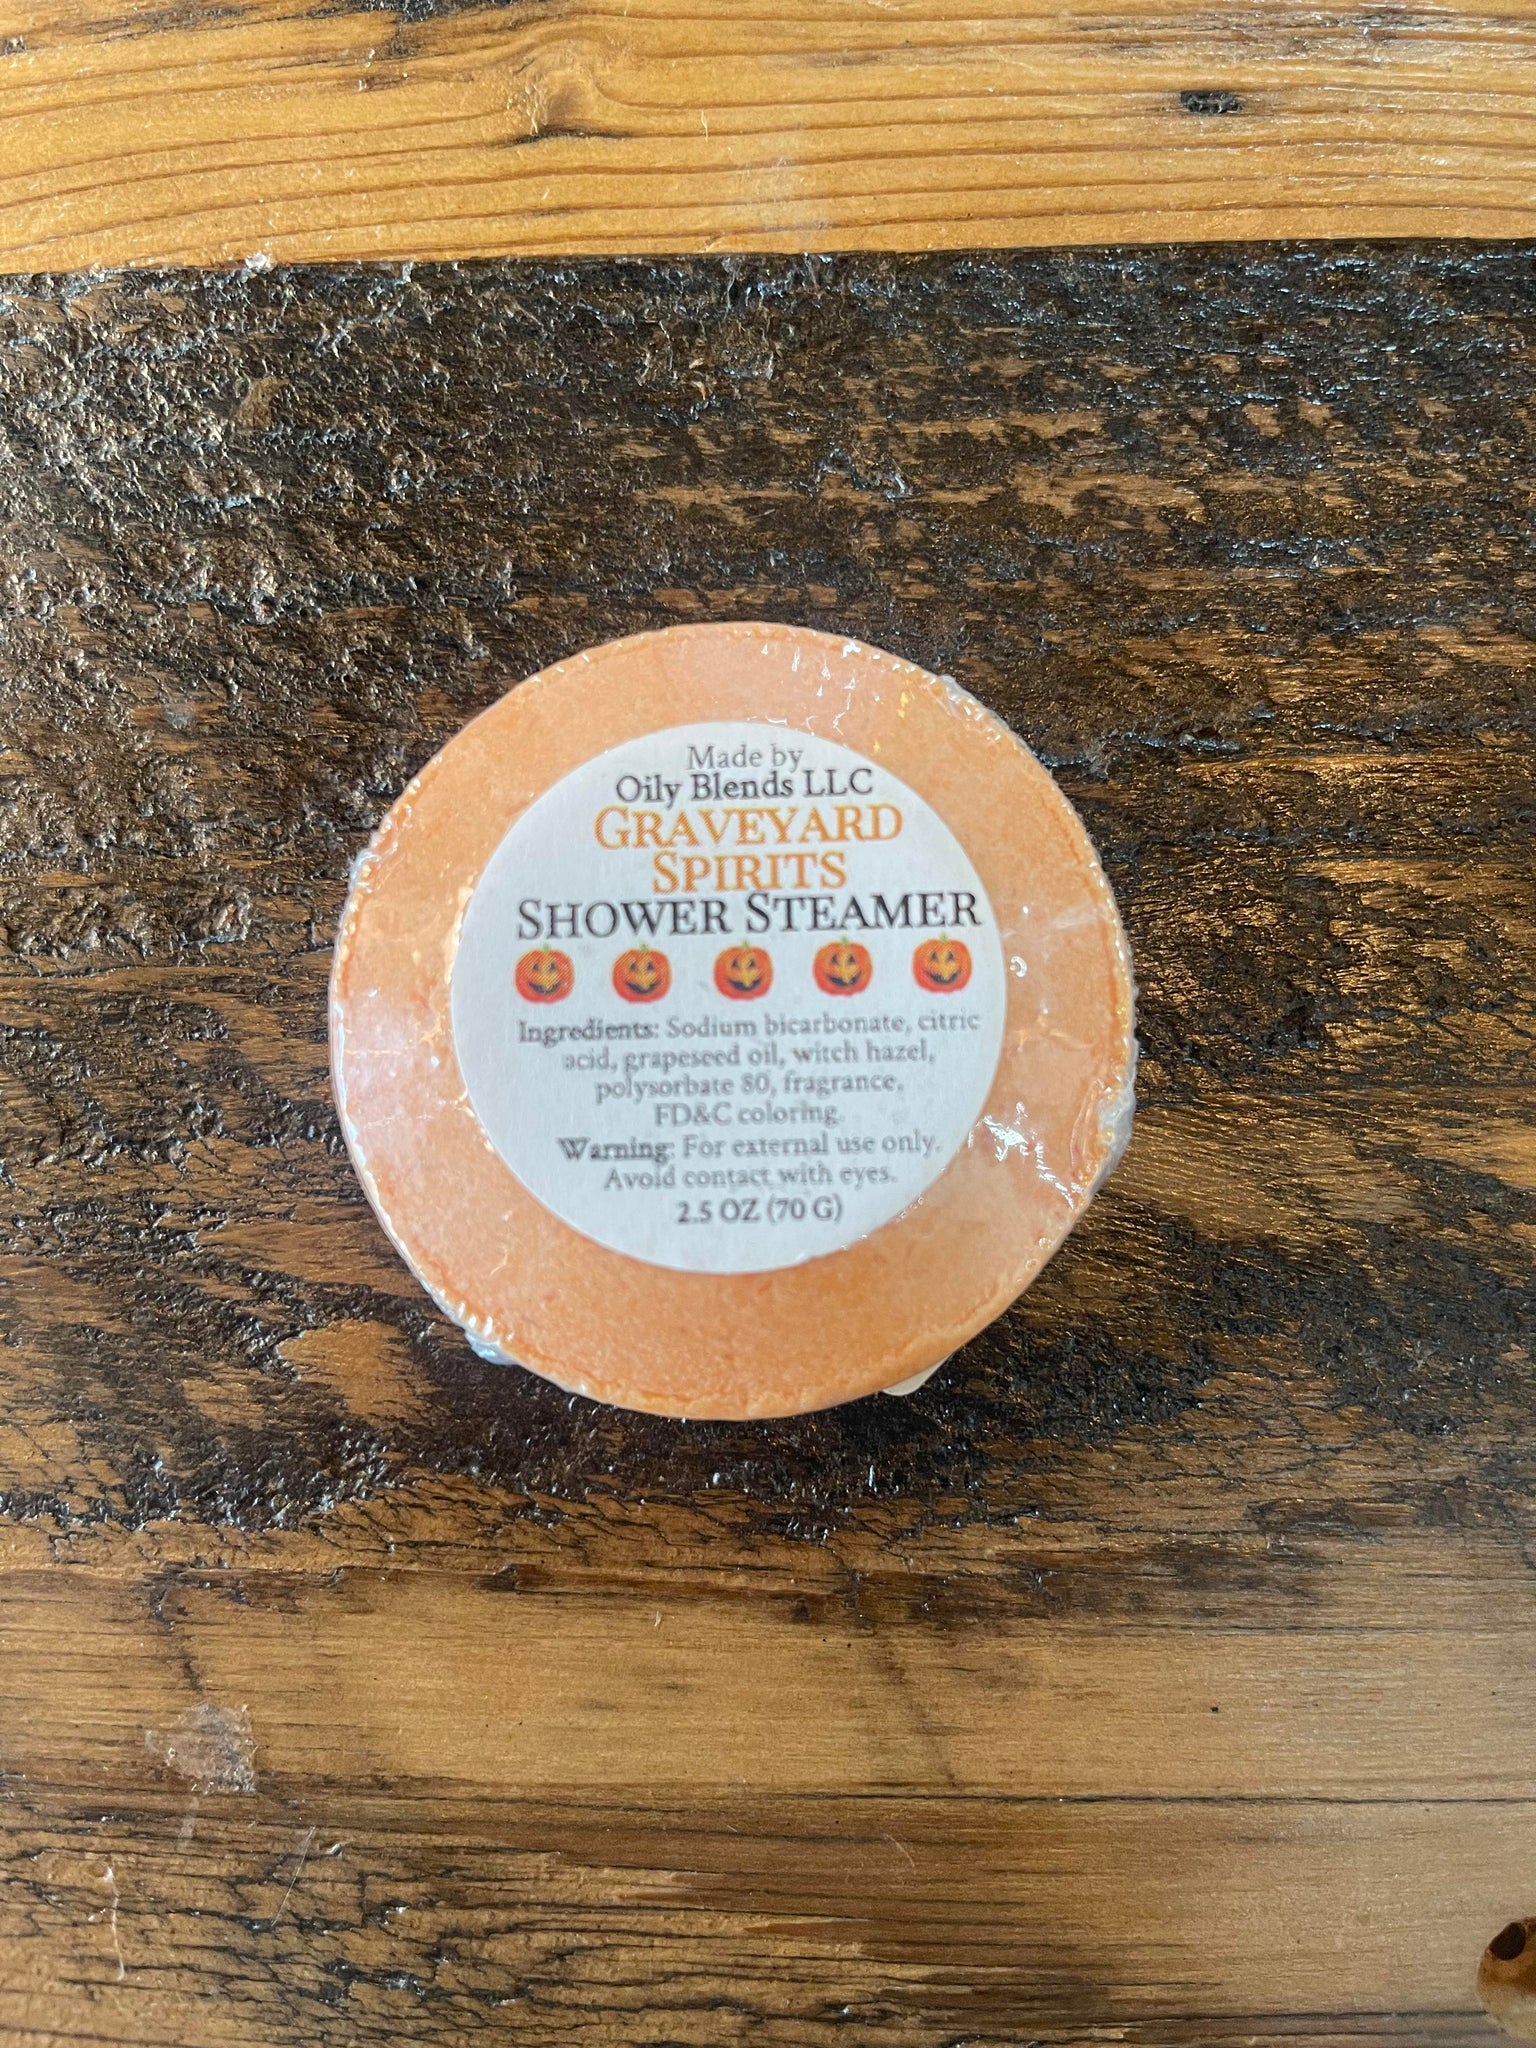 Made by
Oily Blends LLC
GRAVEYARD
SPIRITS
SHOWER STEAMER
Ingredients: Sodium bicarbonate, citric
acid, grapeseed oil, witch hazel,
polysorbate 80, fragrance,
FD&C coloring.
Warning: For external use only.
Avoid contact with eyes.
2.5 OZ (70 G)